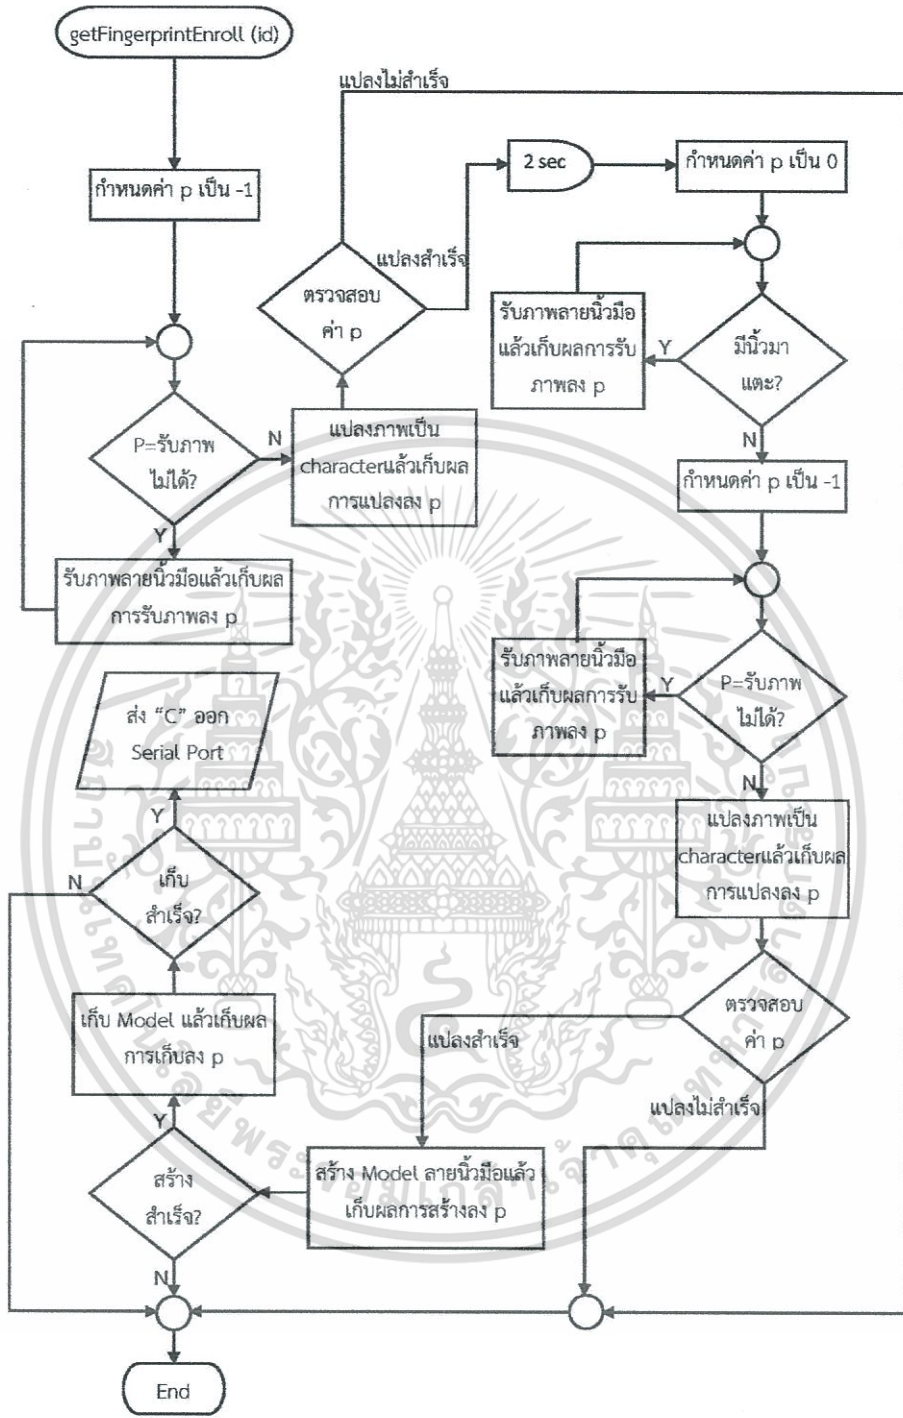 getFingerprintEnroll (id)
กำหนดค่า p เป็น -1
P=รับภาพ
ไม่ได้?
Y
N
รับภาพลายนิ้วมือแล้วเก็บผล
การรับภาพลง p
แปลงภาพเป็น
characterแล้วเก็บผล
การแปลงลง p
ตรวจสอบ
ค่า p
แปลงไม่สำเร็จ
แปลงสำเร็จ
2 sec
กำหนดค่า p เป็น 0
มีนิ้วมา
แตะ?
Y
N
รับภาพลายนิ้วมือ
แล้วเก็บผลการรับ
ภาพลง p
กำหนดค่า p เป็น -1
P=รับภาพ
ไม่ได้?
Y
N
รับภาพลายนิ้วมือ
แล้วเก็บผลการรับ
ภาพลง p
แปลงภาพเป็น
characterแล้วเก็บผล
การแปลงลง p
ตรวจสอบ
ค่า p
แปลงสำเร็จ
แปลงไม่สำเร็จ
สร้าง Model ลายนิ้วมือแล้ว
เก็บผลการสร้างลง p
สร้าง
สำเร็จ?
Y
N
เก็บ Model แล้วเก็บผล
การเก็บลง p
เก็บ
สำเร็จ?
Y
N
ส่ง "C" ออก
Serial Port
End